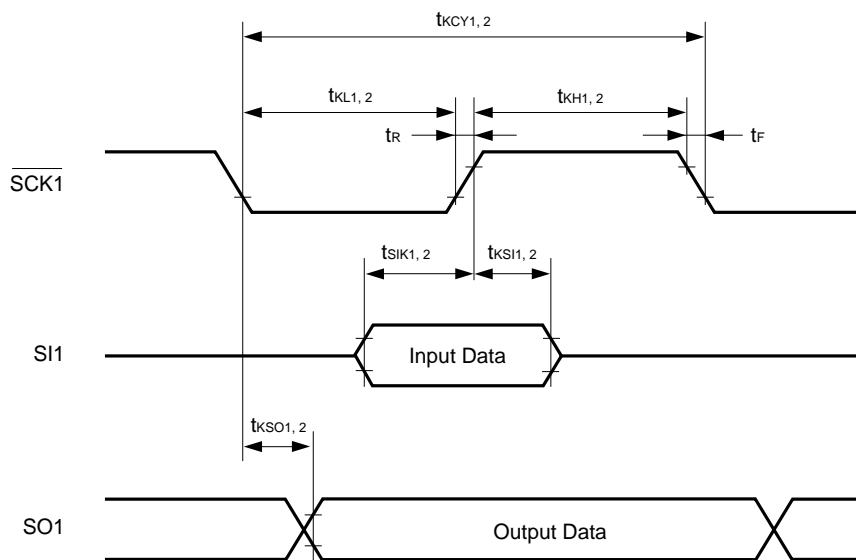 tKCY1, 2
tKL1, 2
tKH1, 2
tR
tF
SCK1
tSIK1, 2
tKSI1, 2
SI1
Input Data
tKSO1, 2
SO1
Output Data